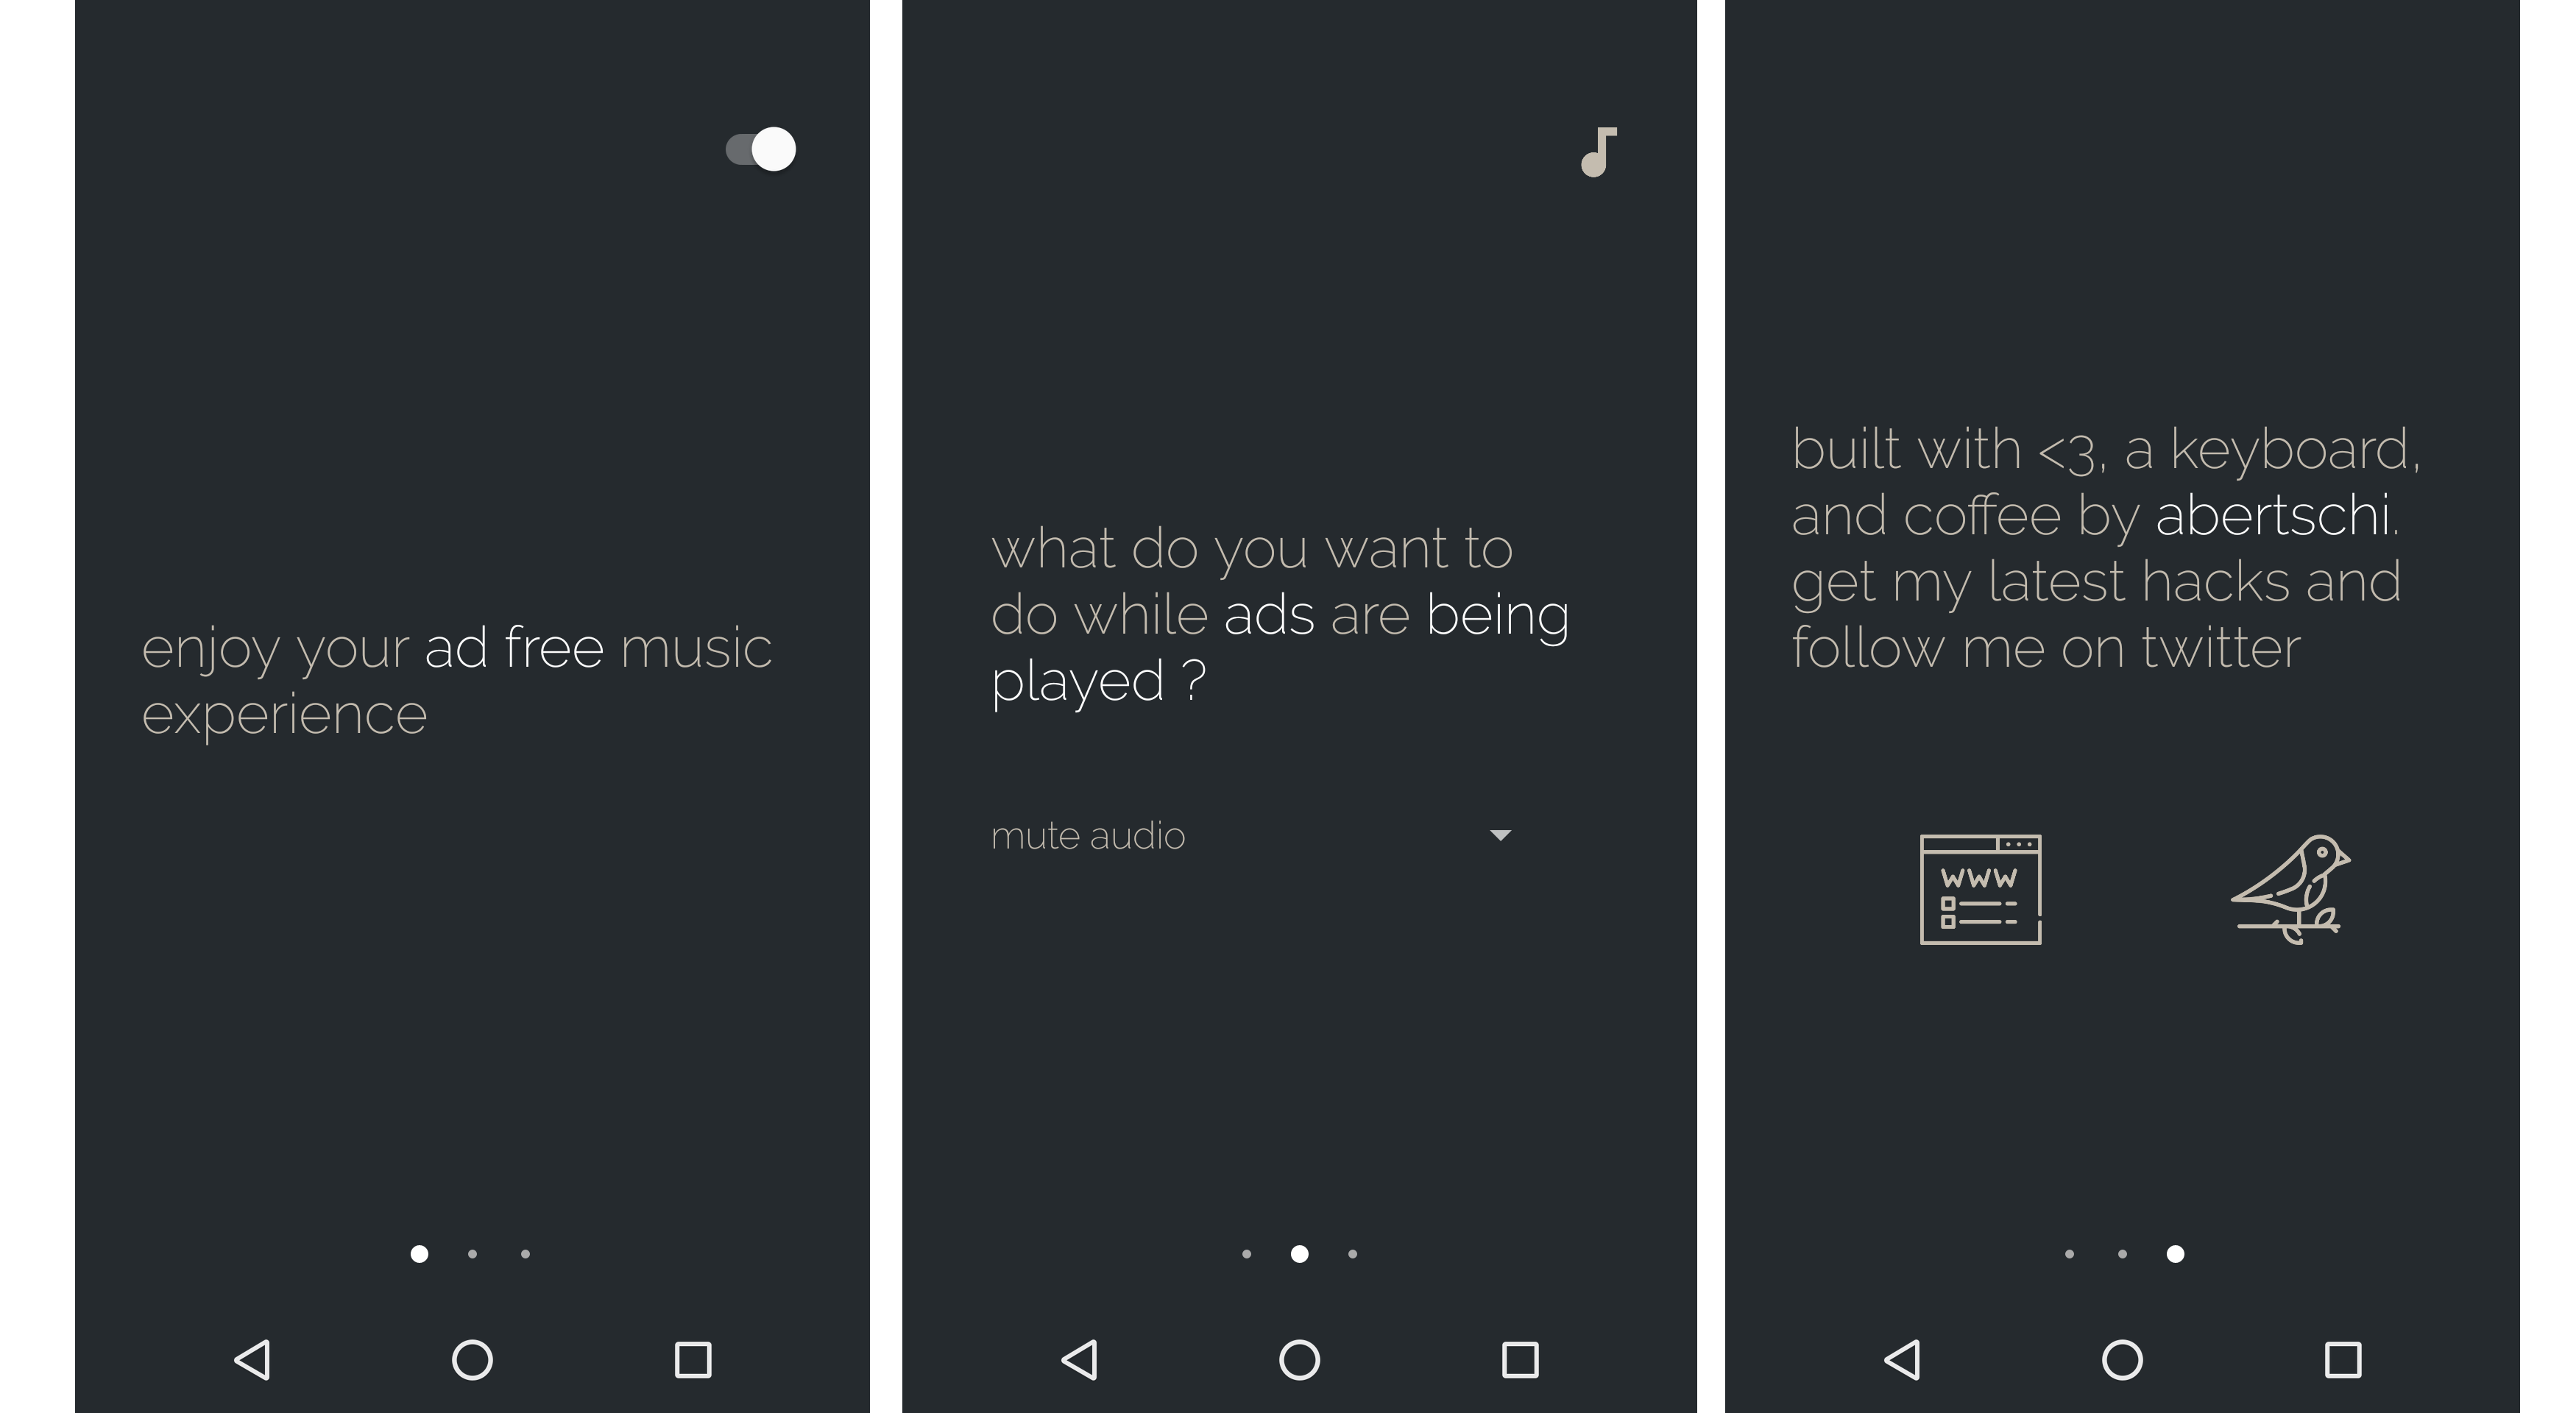 enjoy your ad free music
experience
what do you want to
do while ads are being
played ?
mute audio
built with <3, a keyboard,
and coffee by abertschi.
get my latest hacks and
follow me on twitter
WWW